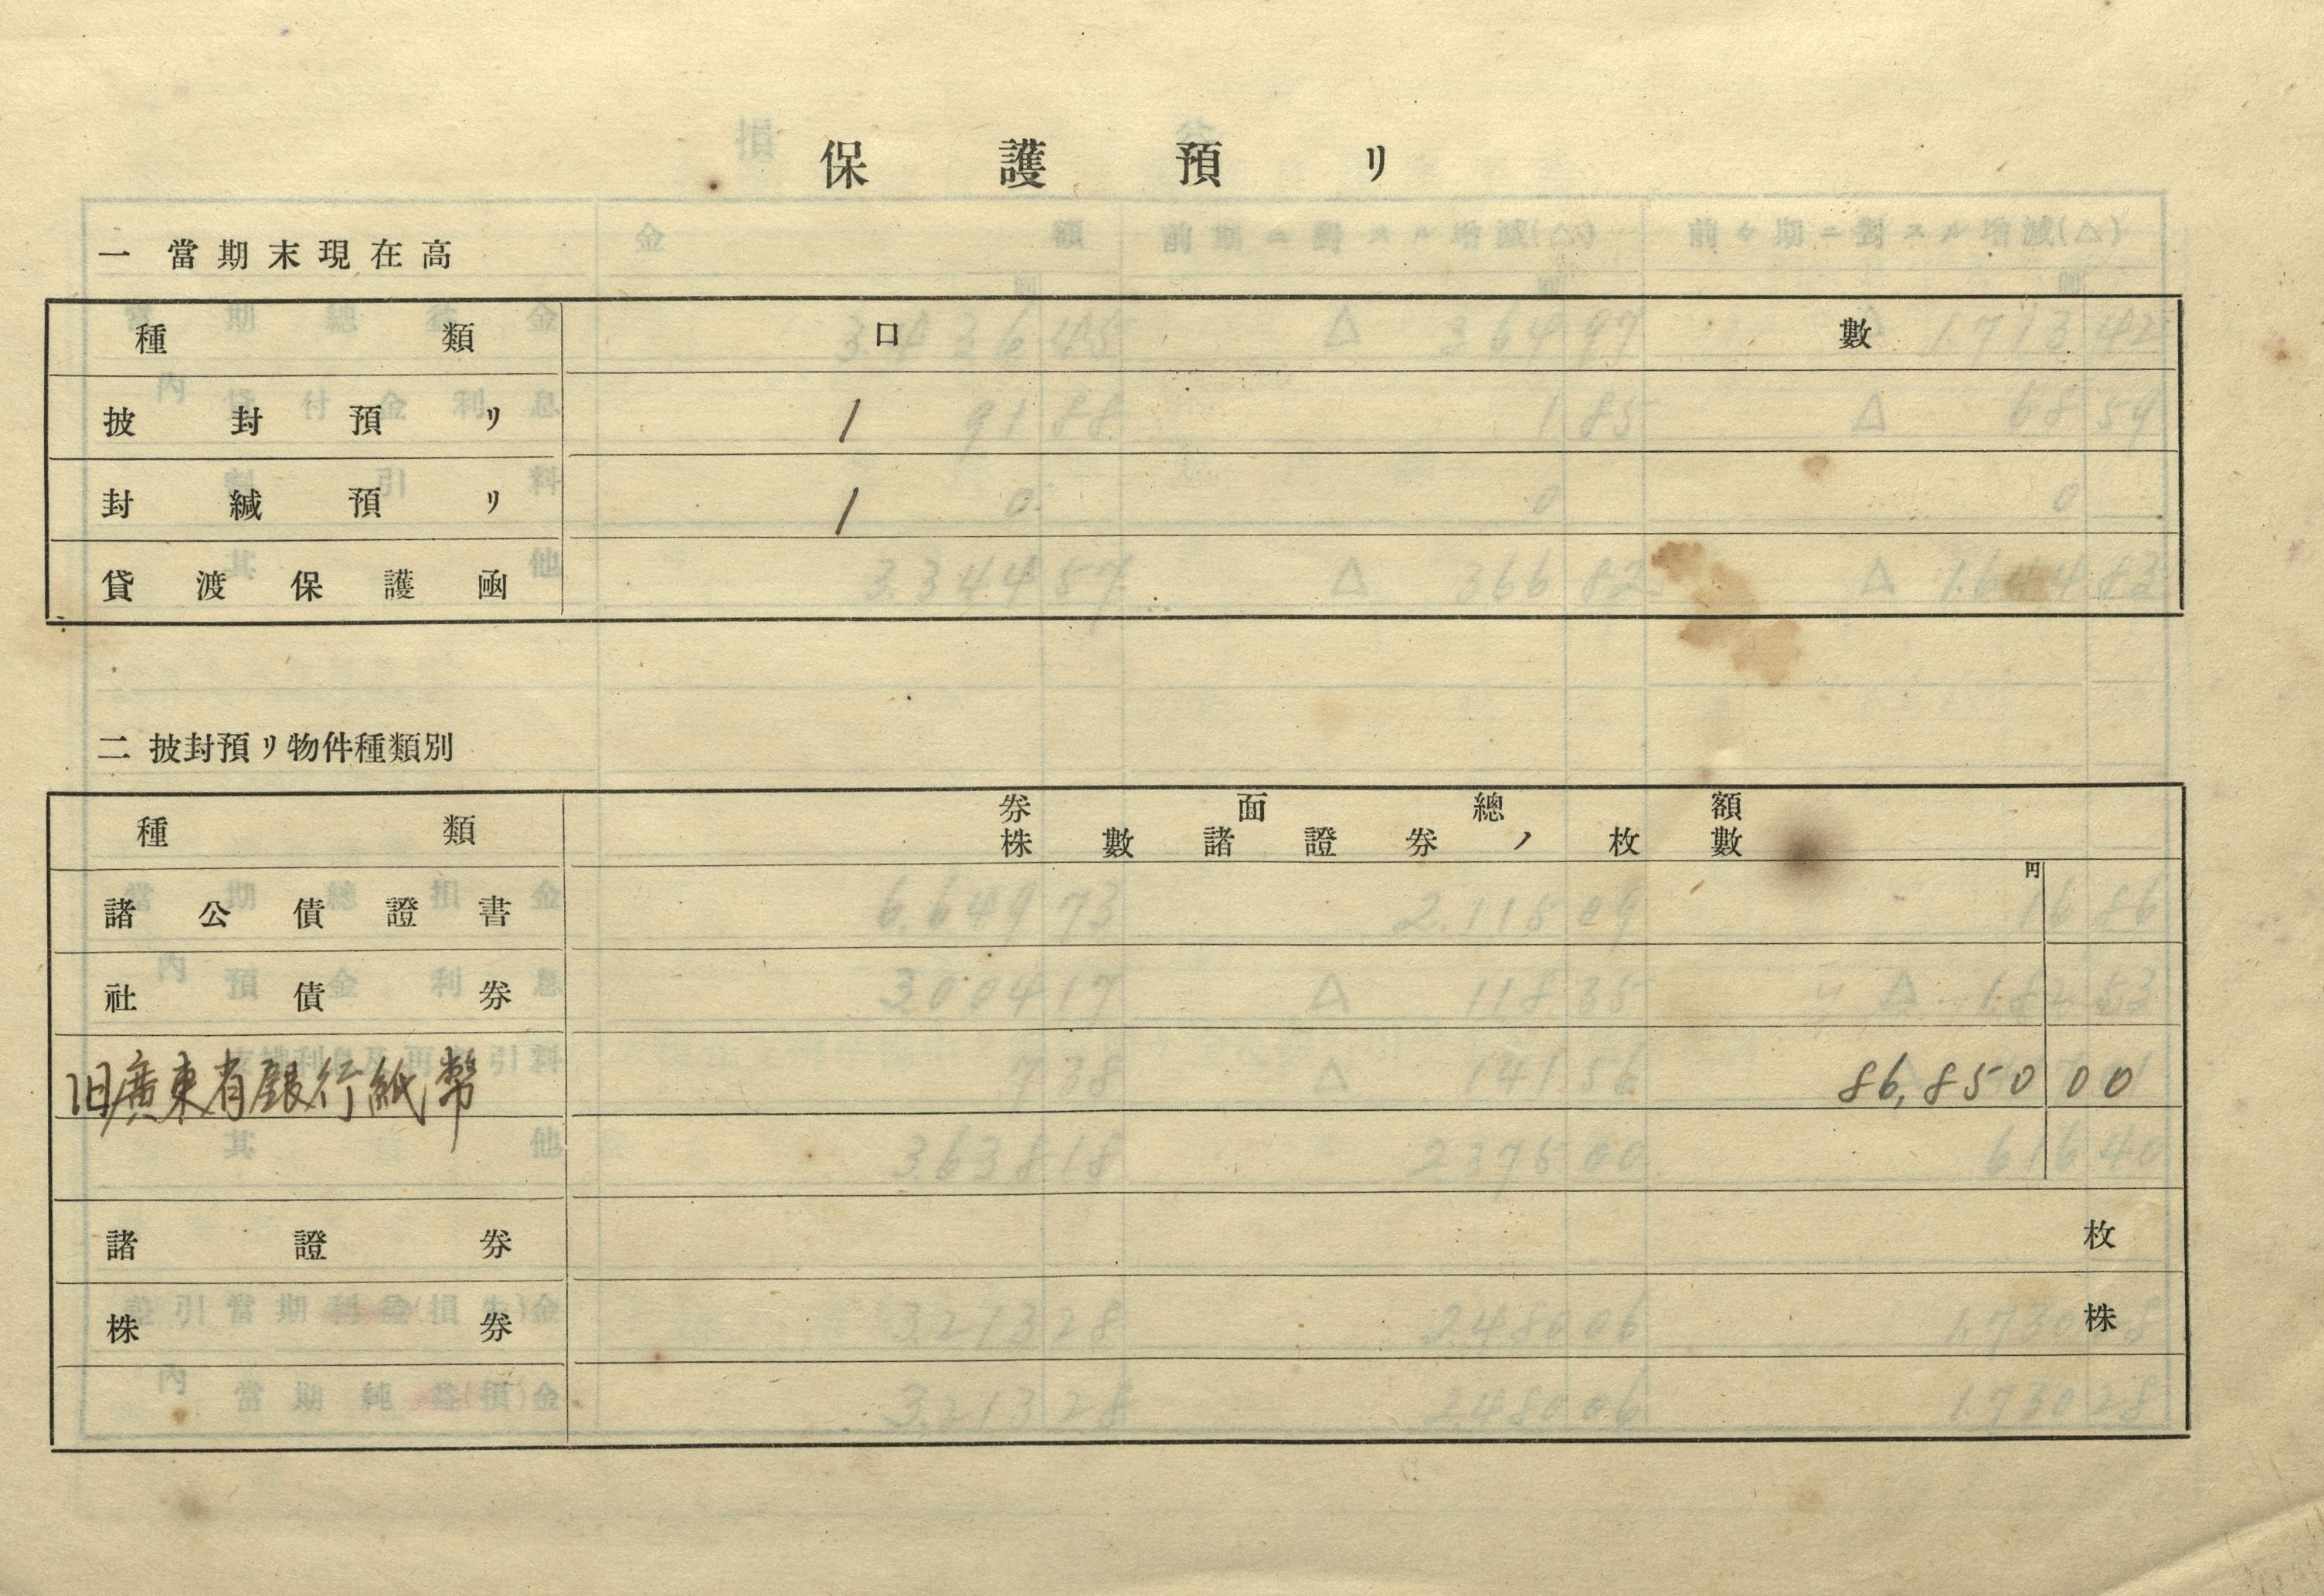 保護預リ
一 當期末現在高
種類 口數
披封預リ 1
封緘預リ 1
貸渡保護凾
二 披封預リ物件種類別
種類 券面總額
株數諸證券ノ枚數
円
諸公債證書
社債券
旧廣東省銀行紙幣 86,850 00
諸證券 枚
株券 株